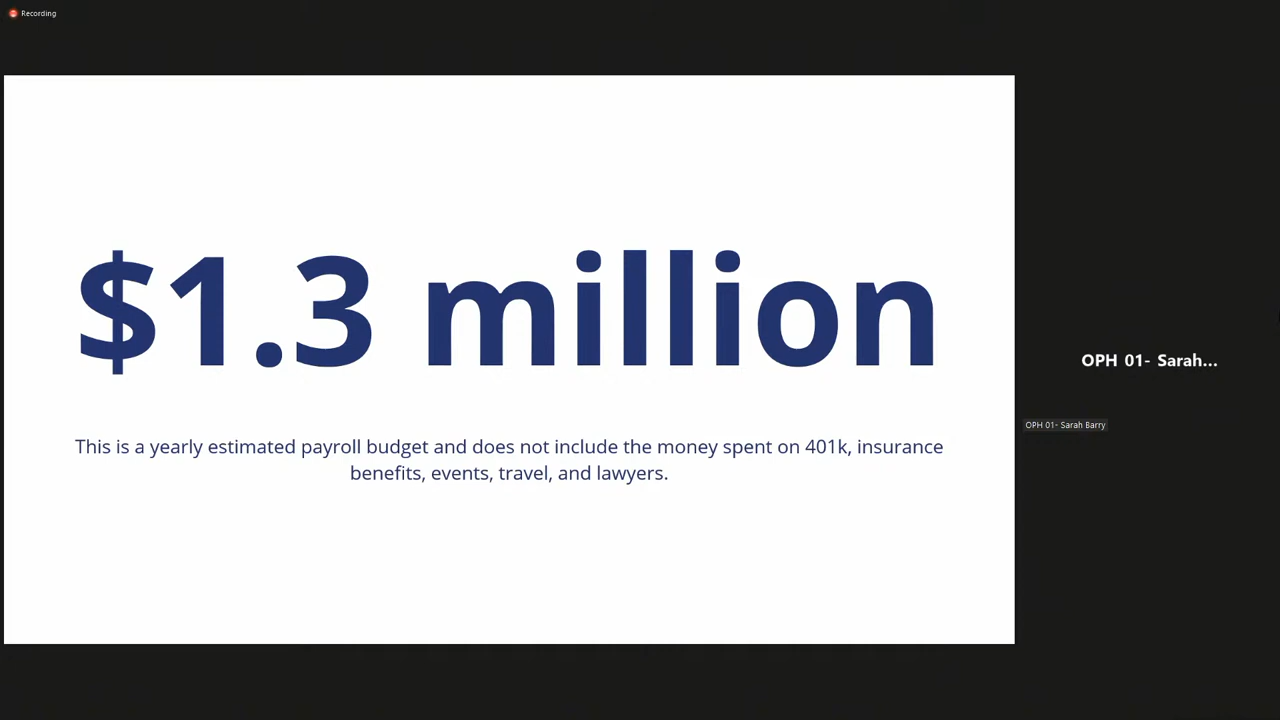 Recording
$1.3 million
This is a yearly estimated payroll budget and does not include the money spent on 401k, insurance
benefits, events, travel, and lawyers.
OPH 01- Sarah...
OPH 01- Sarah Barry